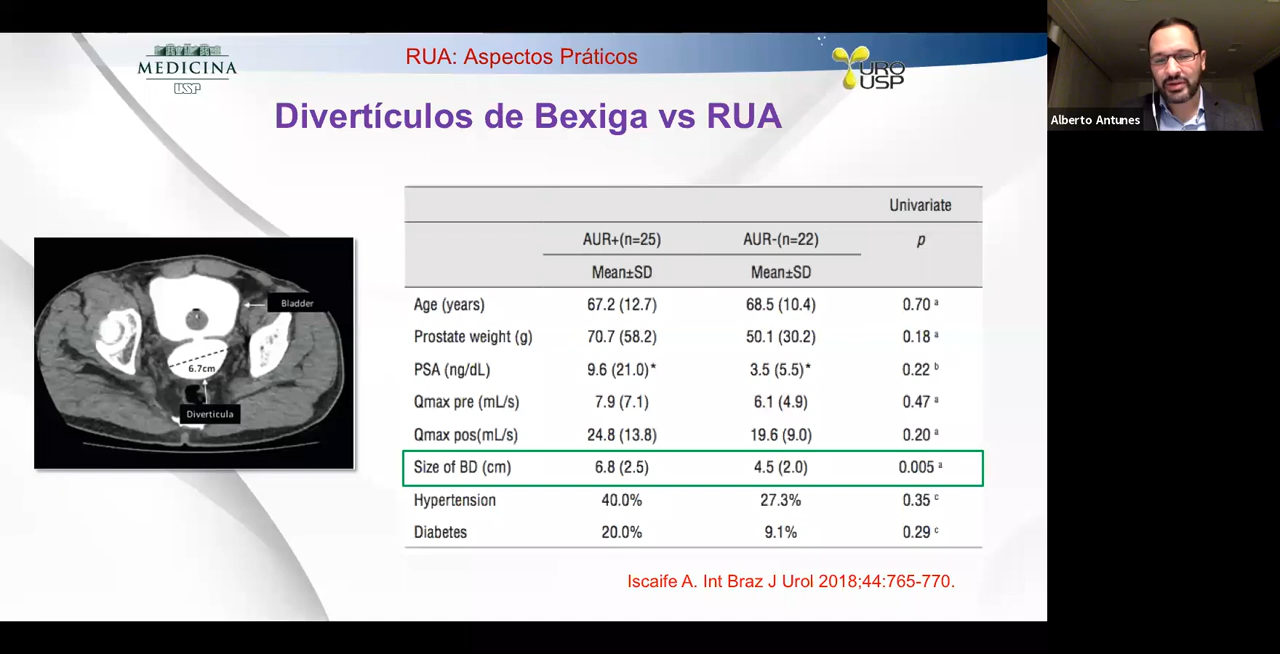 MEDICINA
USP
RUA: Aspectos Práticos
URO
USP
Alberto Antunes
Divertículos de Bexiga vs RUA
Univariate
AUR+(n=25) AUR-(n=22) p
Mean±SD Mean±SD
Age (years) 67.2 (12.7) 68.5 (10.4) 0.70 a
Prostate weight (g) 70.7 (58.2) 50.1 (30.2) 0.18 a
PSA (ng/dL) 9.6 (21.0)* 3.5 (5.5)* 0.22 b
Qmax pre (mL/s) 7.9 (7.1) 6.1 (4.9) 0.47 a
Qmax pos(mL/s) 24.8 (13.8) 19.6 (9.0) 0.20 a
Size of BD (cm) 6.8 (2.5) 4.5 (2.0) 0.005 a
Hypertension 40.0% 27.3% 0.35 c
Diabetes 20.0% 9.1% 0.29 c
Bladder
6.7cm
Diverticula
Iscaife A. Int Braz J Urol 2018;44:765-770.